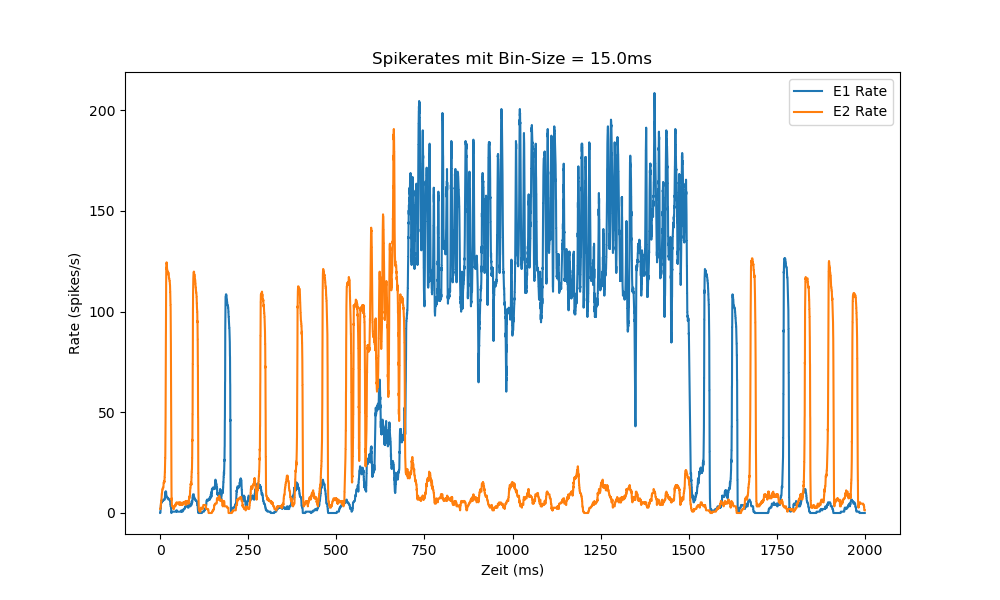 Spikerates mit Bin-Size = 15.0ms
E1 Rate
E2 Rate
200
150
100
50
0
Rate (spikes/s)
0 250 500 750 1000 1250 1500 1750 2000
Zeit (ms)